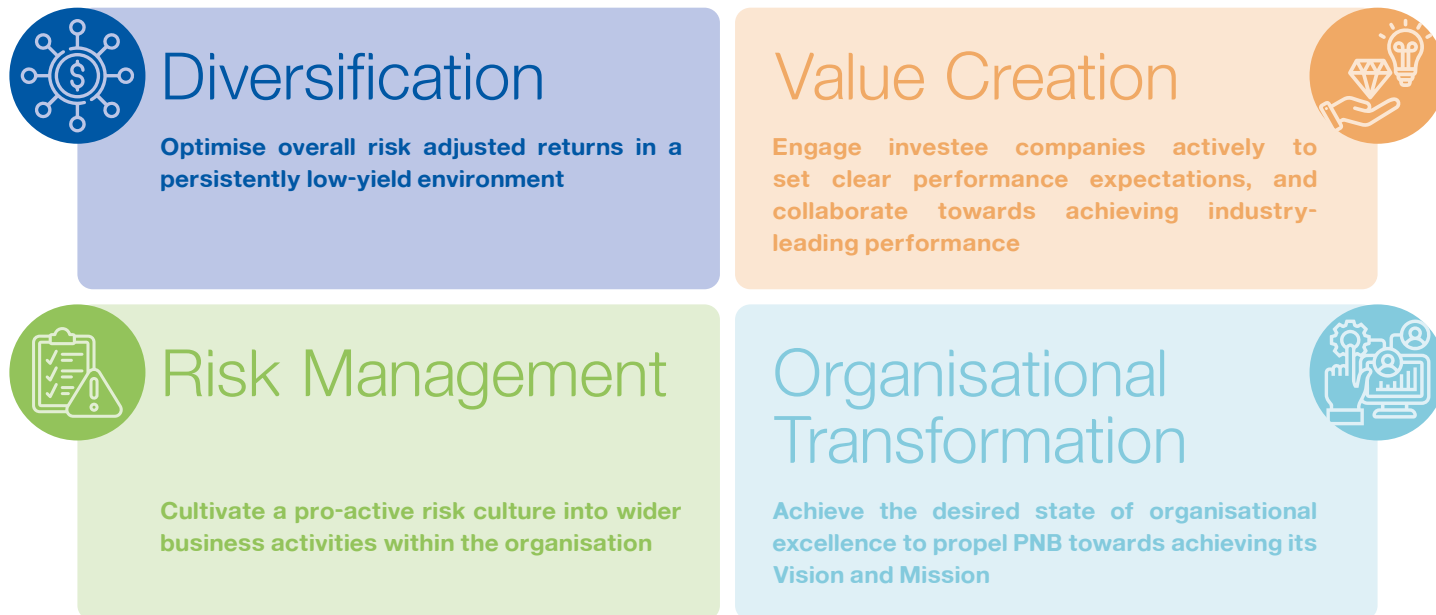 Diversification
Optimise overall risk adjusted returns in a
persistently low-yield environment
Value Creation
Engage investee companies actively to
set clear performance expectations, and
collaborate towards achieving industry-
leading performance
Risk Management
Cultivate a pro-active risk culture into wider
business activities within the organisation
Organisational
Transformation
Achieve the desired state of organisational
excellence to propel PNB towards achieving its
Vision and Mission